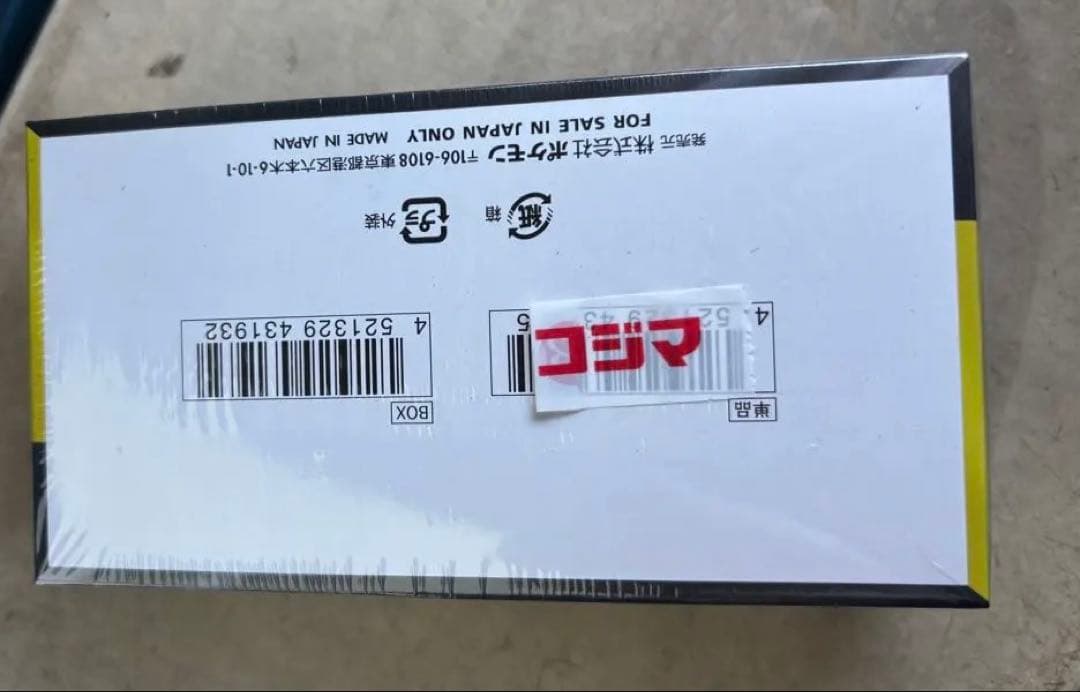 単品
BOX
コジマ
4 521329 431932
紙 箱
プラ 外装
発売元 株式会社ポケモン 〒106-6108 東京都港区六本木6-10-1
FOR SALE IN JAPAN ONLY MADE IN JAPAN